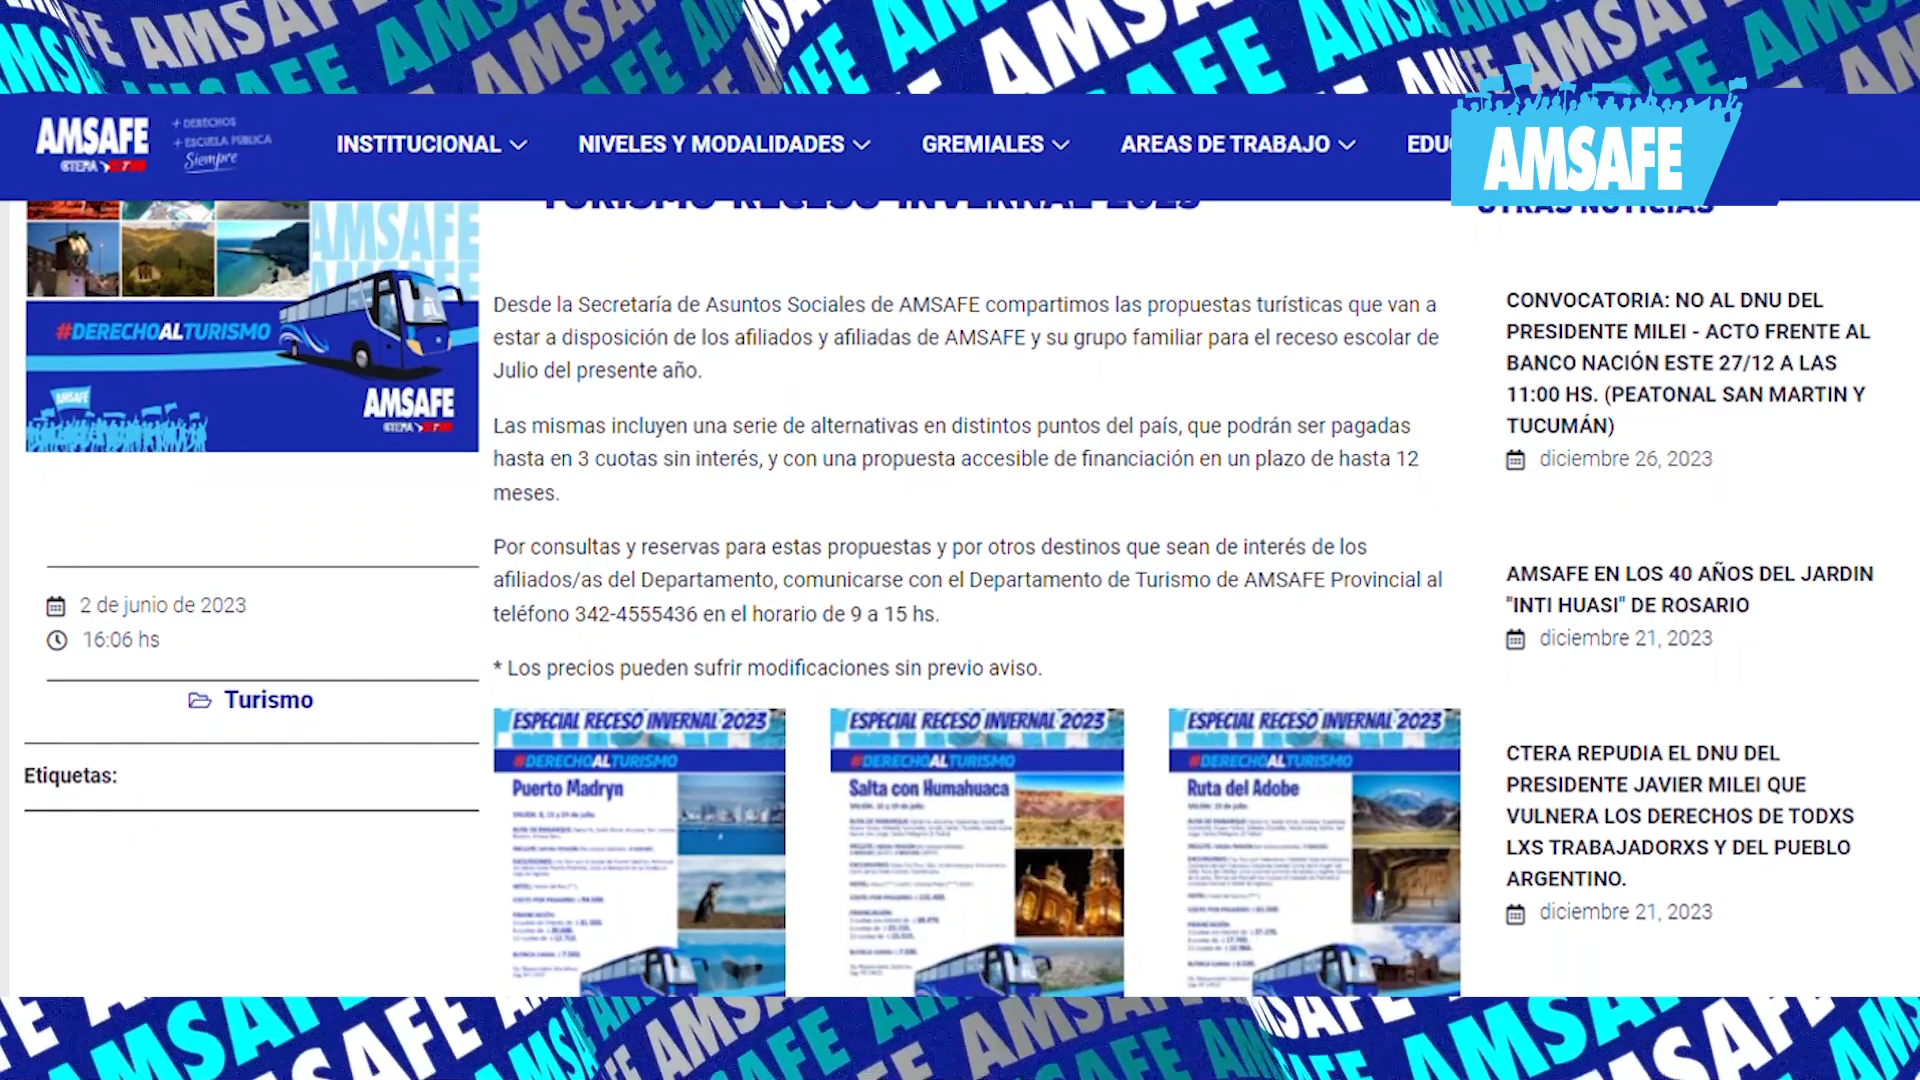 AMSAFE
CTERA
+ DERECHOS
+ ESCUELA PÚBLICA
Siempre
INSTITUCIONAL
NIVELES Y MODALIDADES
GREMIALES
AREAS DE TRABAJO
AMSAFE
TURISMO RECESO INVERNAL 2023
OTRAS NOTICIAS
AMSAFE
#DERECHOALTURISMO
AMSAFE
AMSAFE
CTERA
2 de junio de 2023
16:06 hs
Turismo
Etiquetas:
Desde la Secretaría de Asuntos Sociales de AMSAFE compartimos las propuestas turísticas que van a
estar a disposición de los afiliados y afiliadas de AMSAFE y su grupo familiar para el receso escolar de
Julio del presente año.
Las mismas incluyen una serie de alternativas en distintos puntos del país, que podrán ser pagadas
hasta en 3 cuotas sin interés, y con una propuesta accesible de financiación en un plazo de hasta 12
meses.
Por consultas y reservas para estas propuestas y por otros destinos que sean de interés de los
afiliados/as del Departamento, comunicarse con el Departamento de Turismo de AMSAFE Provincial al
teléfono 342-4555436 en el horario de 9 a 15 hs.
* Los precios pueden sufrir modificaciones sin previo aviso.
ESPECIAL RECESO INVERNAL 2023
#DERECHOALTURISMO
Puerto Madryn
ESPECIAL RECESO INVERNAL 2023
#DERECHOALTURISMO
Salta con Humahuaca
ESPECIAL RECESO INVERNAL 2023
#DERECHOALTURISMO
Ruta del Adobe
CONVOCATORIA: NO AL DNU DEL
PRESIDENTE MILEI - ACTO FRENTE AL
BANCO NACIÓN ESTE 27/12 A LAS
11:00 HS. (PEATONAL SAN MARTIN Y
TUCUMÁN)
diciembre 26, 2023
AMSAFE EN LOS 40 AÑOS DEL JARDIN
"INTI HUASI" DE ROSARIO
diciembre 21, 2023
CTERA REPUDIA EL DNU DEL
PRESIDENTE JAVIER MILEI QUE
VULNERA LOS DERECHOS DE TODXS
LXS TRABAJADORXS Y DEL PUEBLO
ARGENTINO.
diciembre 21, 2023